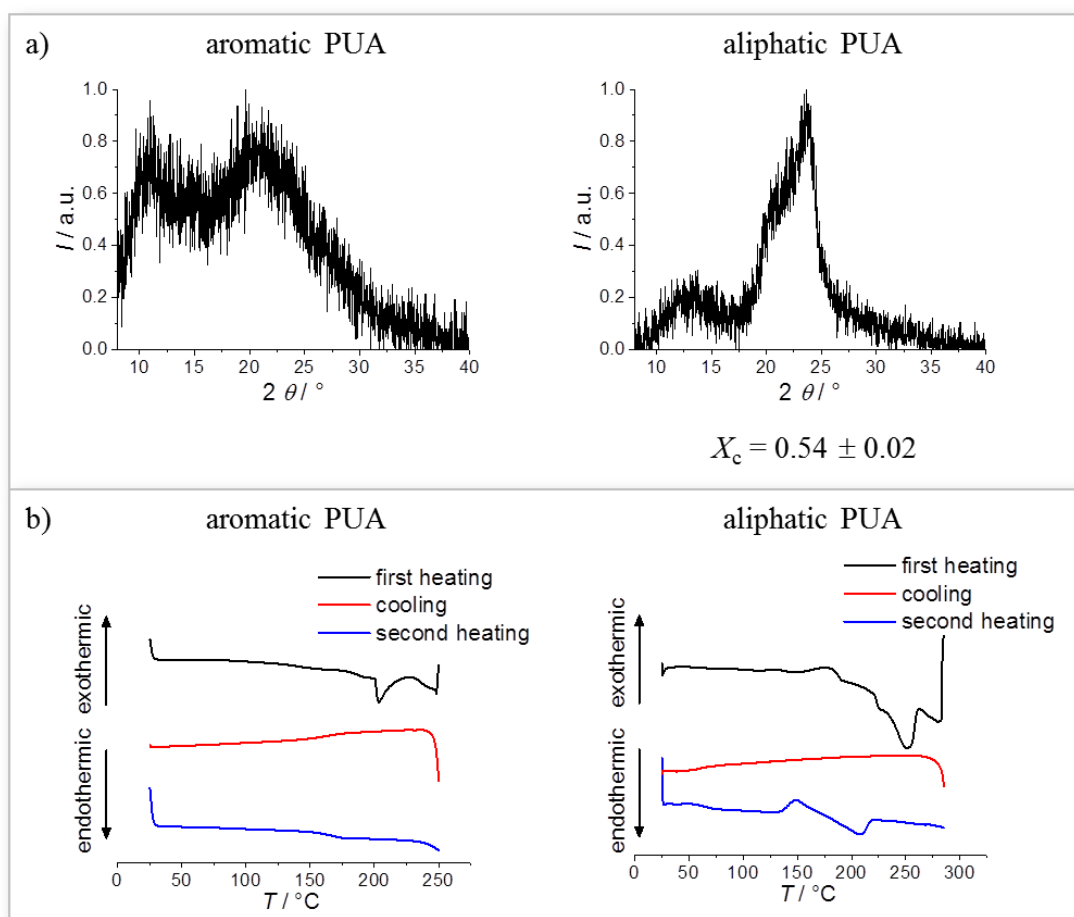 a)
aromatic PUA
aliphatic PUA
1.0
0.8
0.6
0.4
0.2
0.0
I / a.u.
10 15 20 25 30 35 40
2 θ / °
1.0
0.8
0.6
0.4
0.2
0.0
I / a.u.
10 15 20 25 30 35 40
2 θ / °
Xc = 0.54 ± 0.02
b)
aromatic PUA
aliphatic PUA
first heating
cooling
second heating
exothermic
endothermic
0 50 100 150 200 250
T / °C
first heating
cooling
second heating
exothermic
endothermic
0 50 100 150 200 250 300
T / °C